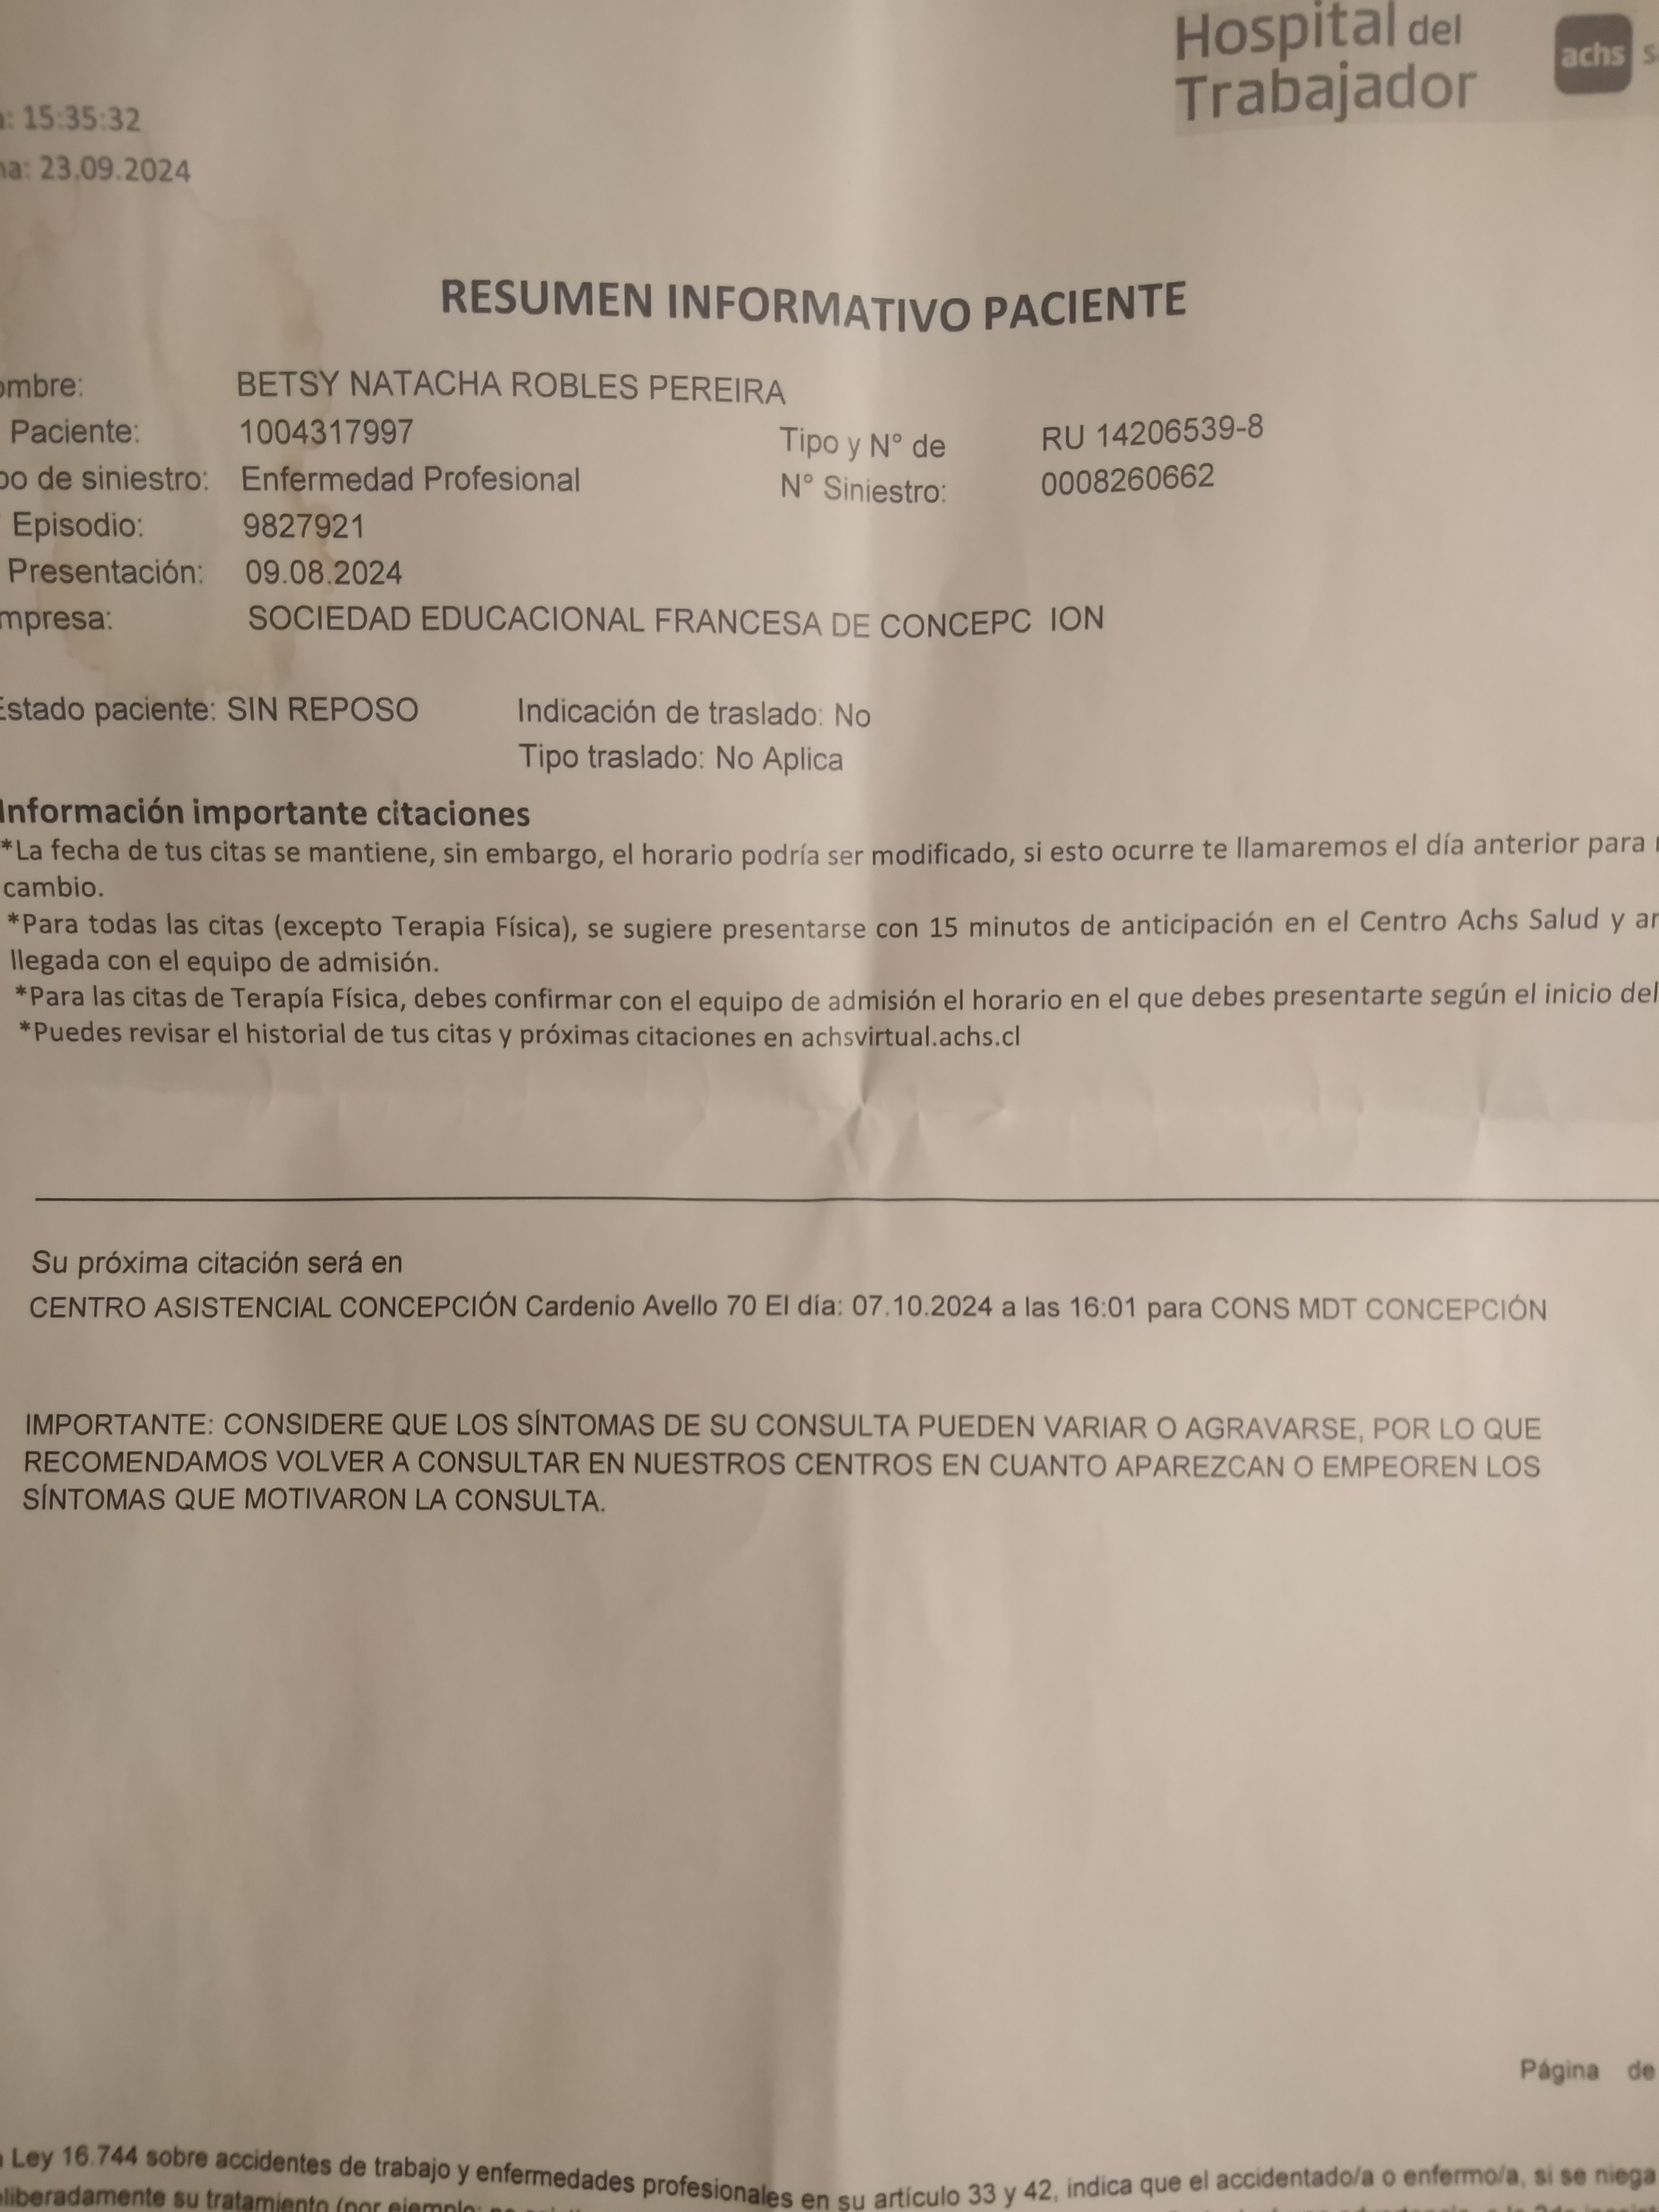 Hospital del
Trabajador
achs
: 15:35:32
: 23.09.2024
RESUMEN INFORMATIVO PACIENTE
ombre: BETSY NATACHA ROBLES PEREIRA
Paciente: 1004317997 Tipo y N° de RU 14206539-8
po de siniestro: Enfermedad Profesional N° Siniestro: 0008260662
Episodio: 9827921
Presentación: 09.08.2024
mpresa: SOCIEDAD EDUCACIONAL FRANCESA DE CONCEPC ION
Estado paciente: SIN REPOSO Indicación de traslado: No
Tipo traslado: No Aplica
Información importante citaciones
*La fecha de tus citas se mantiene, sin embargo, el horario podría ser modificado, si esto ocurre te llamaremos el día anterior para
cambio.
*Para todas las citas (excepto Terapia Física), se sugiere presentarse con 15 minutos de anticipación en el Centro Achs Salud y
llegada con el equipo de admisión.
*Para las citas de Terapía Física, debes confirmar con el equipo de admisión el horario en el que debes presentarte según el inicio del
*Puedes revisar el historial de tus citas y próximas citaciones en achsvirtual.achs.cl
Su próxima citación será en
CENTRO ASISTENCIAL CONCEPCIÓN Cardenio Avello 70 El día: 07.10.2024 a las 16:01 para CONS MDT CONCEPCIÓN
IMPORTANTE: CONSIDERE QUE LOS SÍNTOMAS DE SU CONSULTA PUEDEN VARIAR O AGRAVARSE, POR LO QUE
RECOMENDAMOS VOLVER A CONSULTAR EN NUESTROS CENTROS EN CUANTO APAREZCAN O EMPEOREN LOS
SÍNTOMAS QUE MOTIVARON LA CONSULTA.
Página de
Ley 16.744 sobre accidentes de trabajo y enfermedades profesionales en su artículo 33 y 42, indica que el accidentado/a o enfermo/a, si se niega
liberadamente su tratamiento (por ejemplo: